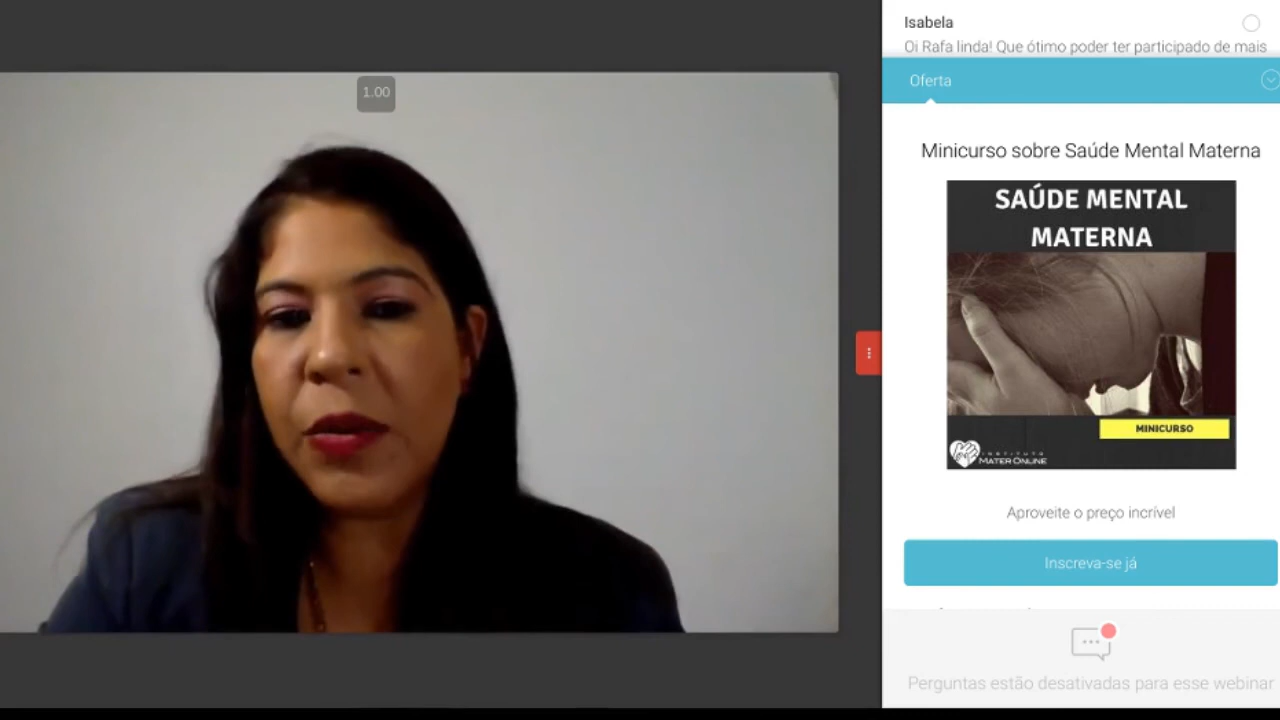 1.00
Isabela
Oi Rafa linda! Que ótimo poder ter participado de mais
Oferta
Minicurso sobre Saúde Mental Materna
SAÚDE MENTAL
MATERNA
MINICURSO
INSTITUTO
MATER ONLINE
Aproveite o preço incrível
Inscreva-se já
Perguntas estão desativadas para esse webinar